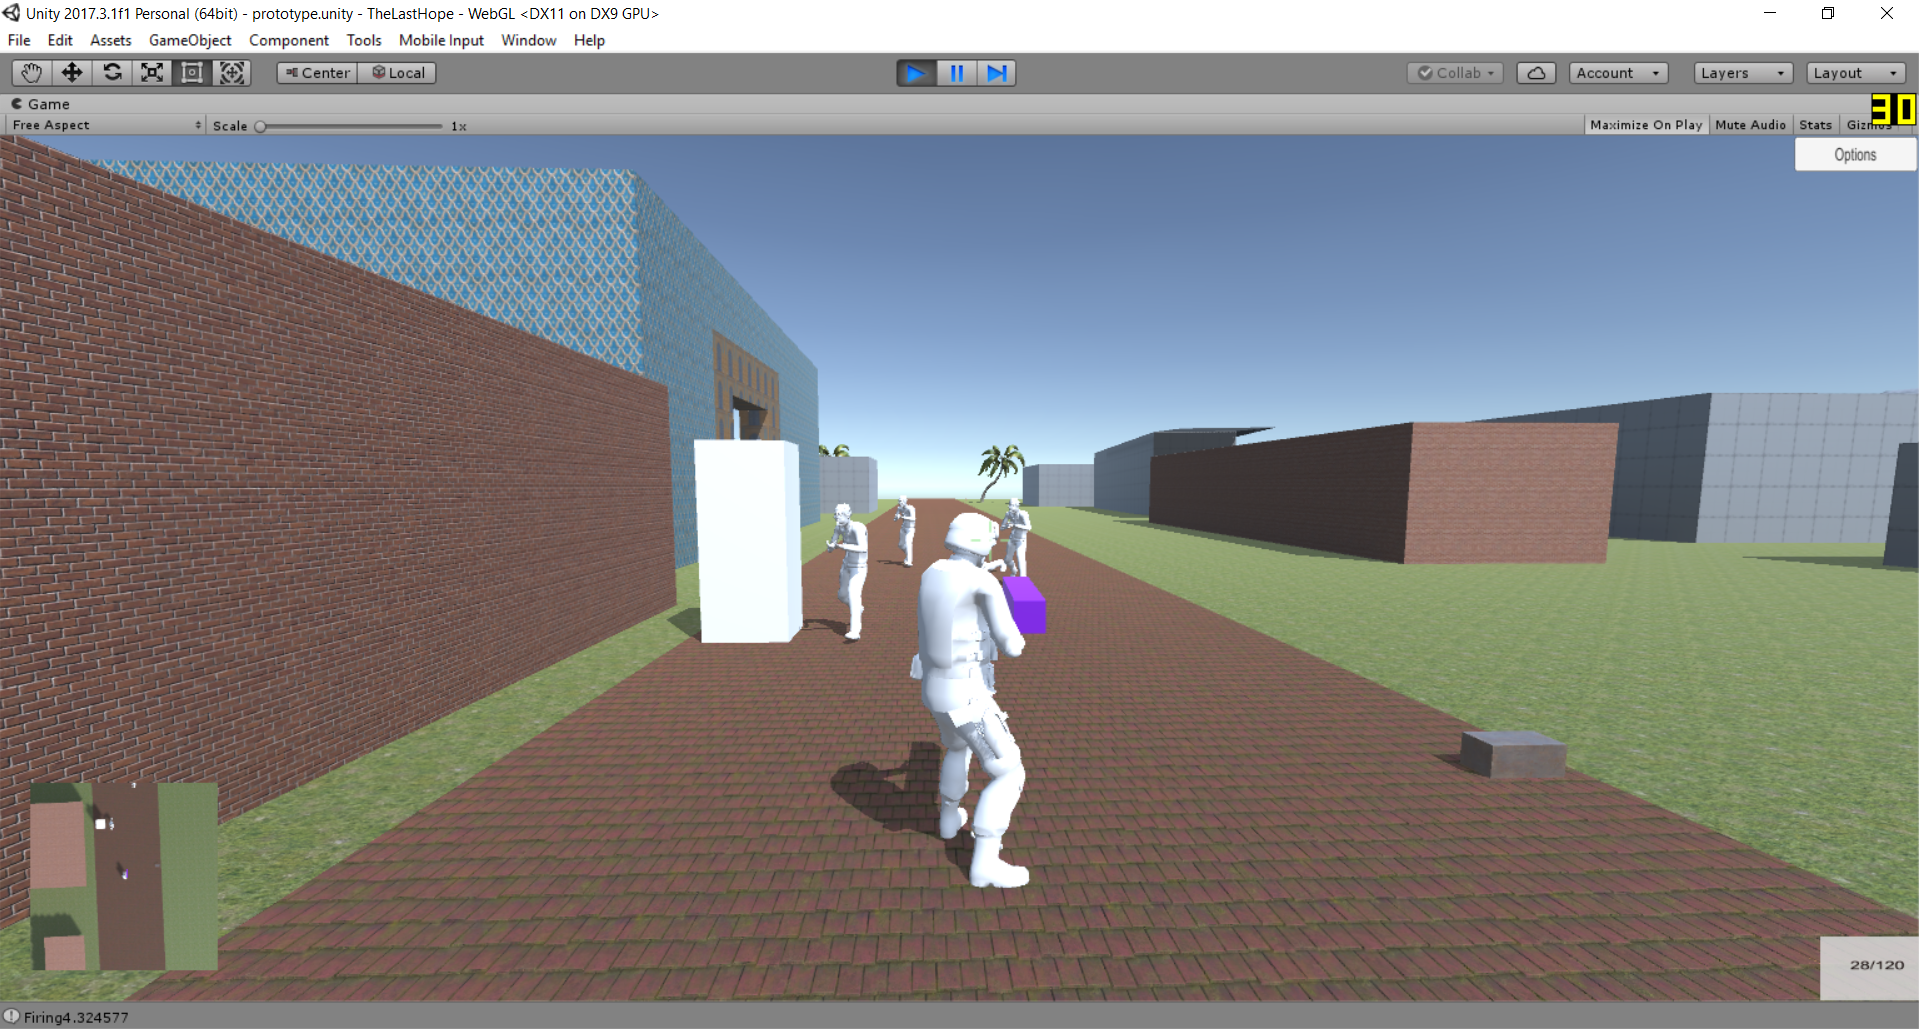 Unity 2017.3.1f1 Personal (64bit) - prototype.unity - TheLastHope - WebGL <DX11 on DX9 GPU>
File Edit Assets GameObject Component Tools Mobile Input Window Help
Center Local Collab Account Layers Layout
Game
30
Free Aspect Scale 1x Maximize On Play Mute Audio Stats Gizmos
Options
28/120
Firing4.324577